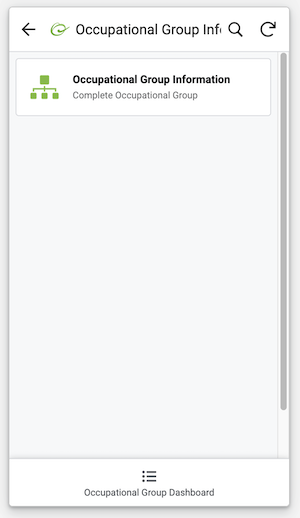 Occupational Group Inf
Occupational Group Information
Complete Occupational Group
Occupational Group Dashboard